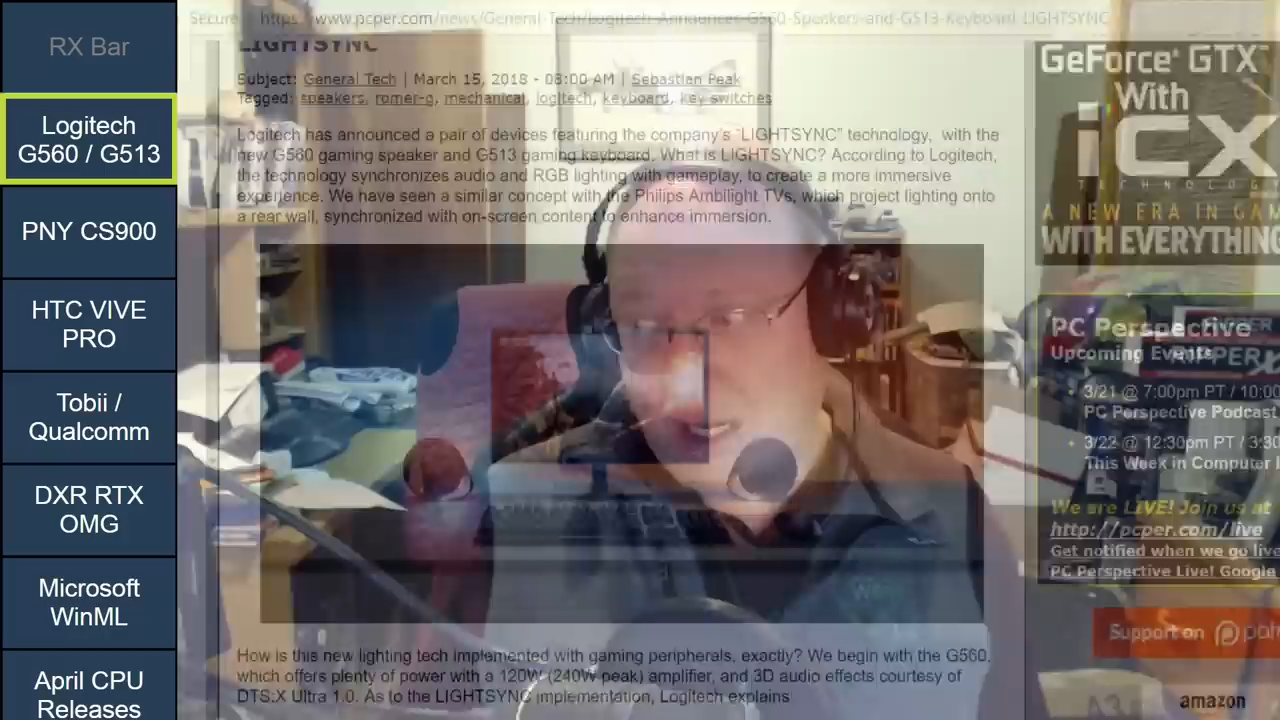 RX Bar
Logitech
G560 / G513
PNY CS900
HTC VIVE
PRO
Tobii /
Qualcomm
DXR RTX
OMG
Microsoft
WinML
April CPU
Releases
Secure https://www.pcper.com/news/General-Tech/Logitech-Announces-G560-Speakers-and-G513-Keyboard-LIGHTSYNC
LIGHTSYNC
Subject: General Tech | March 15, 2018 - 08:00 AM | Sebastian Peak
Tagged: speakers, romer-g, mechanical, logitech, keyboard, key switches
Logitech has announced a pair of devices featuring the company's "LIGHTSYNC" technology, with the
new G560 gaming speaker and G513 gaming keyboard. What is LIGHTSYNC? According to Logitech,
the technology synchronizes audio and RGB lighting with gameplay, to create a more immersive
experience. We have seen a similar concept with the Philips Ambilight TVs, which project lighting onto
a rear wall, synchronized with on-screen content to enhance immersion.
How is this new lighting tech implemented with gaming peripherals, exactly? We begin with the G560,
which offers plenty of power with a 120W (240W peak) amplifier, and 3D audio effects courtesy of
DTS:X Ultra 1.0. As to the LIGHTSYNC implementation, Logitech explains
GeForce GTX™
With
iCX
TECHNOLOGY
A NEW ERA IN GAM
WITH EVERYTHING
PC Perspective
Upcoming Events
3/21 @ 7:00pm PT / 10:00
PC Perspective Podcast
3/22 @ 12:30pm PT / 3:30
This Week in Computer
We are LIVE! Join us at
http://pcper.com/live
Get notified when we go live
PC Perspective Live! Google
RIPPER
Support on
amazon